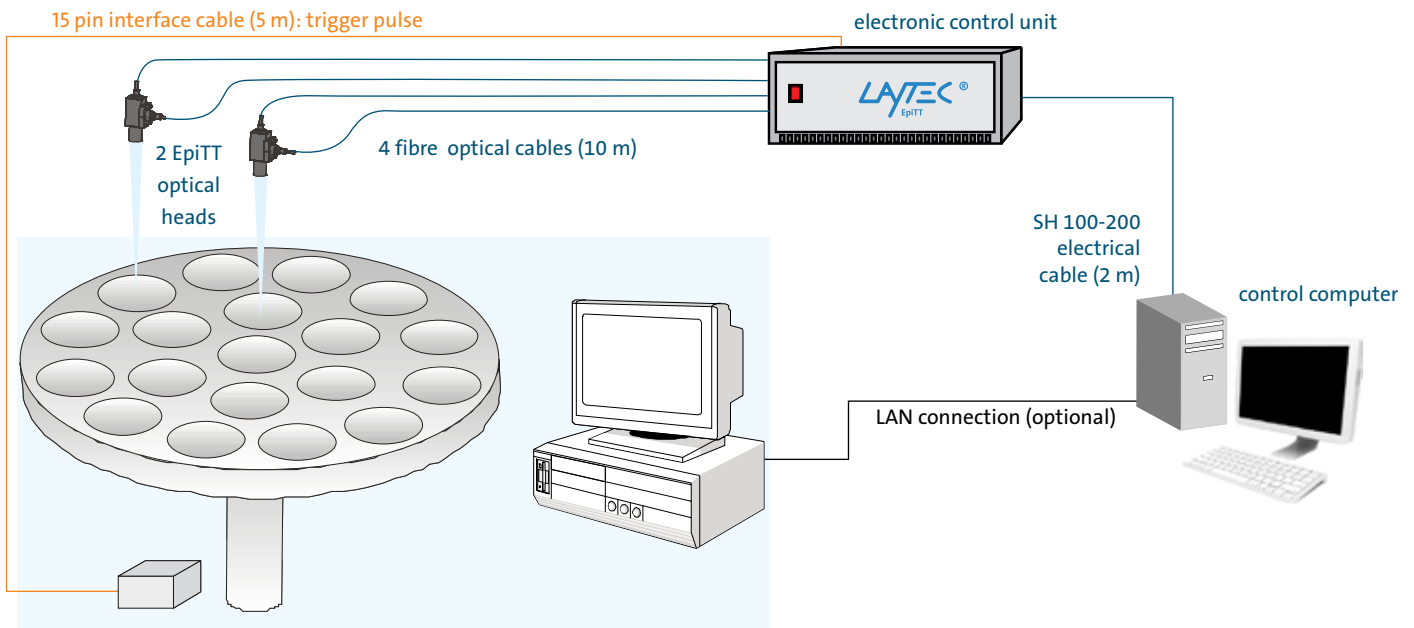 15 pin interface cable (5 m): trigger pulse
electronic control unit
LAYTEC ®
EpiTT
2 EpiTT
optical
heads
4 fibre optical cables (10 m)
SH 100-200
electrical
cable (2 m)
control computer
LAN connection (optional)